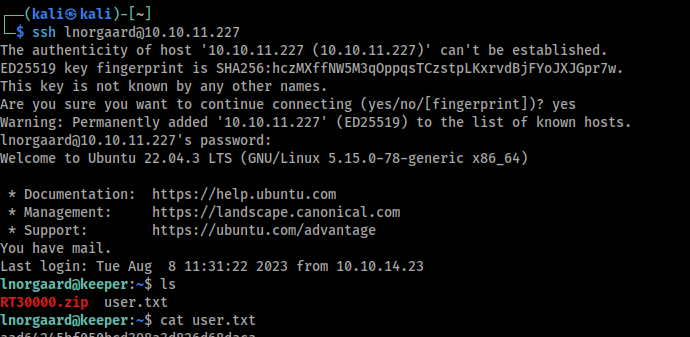 ┌──(kali㉿kali)-[~]
└─$ ssh lnorgaard@10.10.11.227
The authenticity of host '10.10.11.227 (10.10.11.227)' can't be established.
ED25519 key fingerprint is SHA256:hczMXffNW5M3qOppqsTCzstpLKxrvdBjFYoJXJGpr7w.
This key is not known by any other names.
Are you sure you want to continue connecting (yes/no/[fingerprint])? yes
Warning: Permanently added '10.10.11.227' (ED25519) to the list of known hosts.
lnorgaard@10.10.11.227's password:
Welcome to Ubuntu 22.04.3 LTS (GNU/Linux 5.15.0-78-generic x86_64)
* Documentation: https://help.ubuntu.com
* Management: https://landscape.canonical.com
* Support: https://ubuntu.com/advantage
You have mail.
Last login: Tue Aug 8 11:31:22 2023 from 10.10.14.23
lnorgaard@keeper:~$ ls
RT30000.zip user.txt
lnorgaard@keeper:~$ cat user.txt